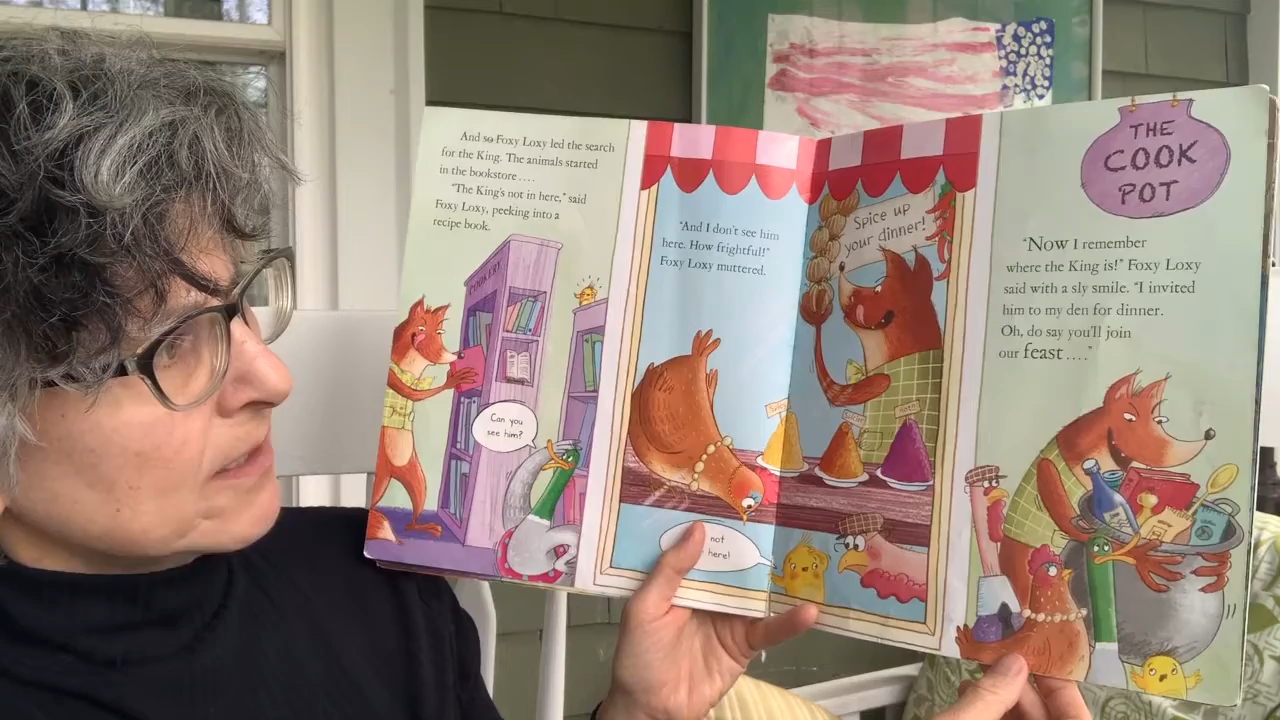 And so Foxy Loxy led the search
for the King. The animals started
in the bookstore....
"The King's not in here," said
Foxy Loxy, peeking into a
recipe book.
COOKERY
Can you
see him?
"And I don't see him
here. How frightful!"
Foxy Loxy muttered.
Spice up
your dinner!
not
here!
THE
COOK
POT
"Now I remember
where the King is!" Foxy Loxy
said with a sly smile. "I invited
him to my den for dinner.
Oh, do say you'll join
our feast...."